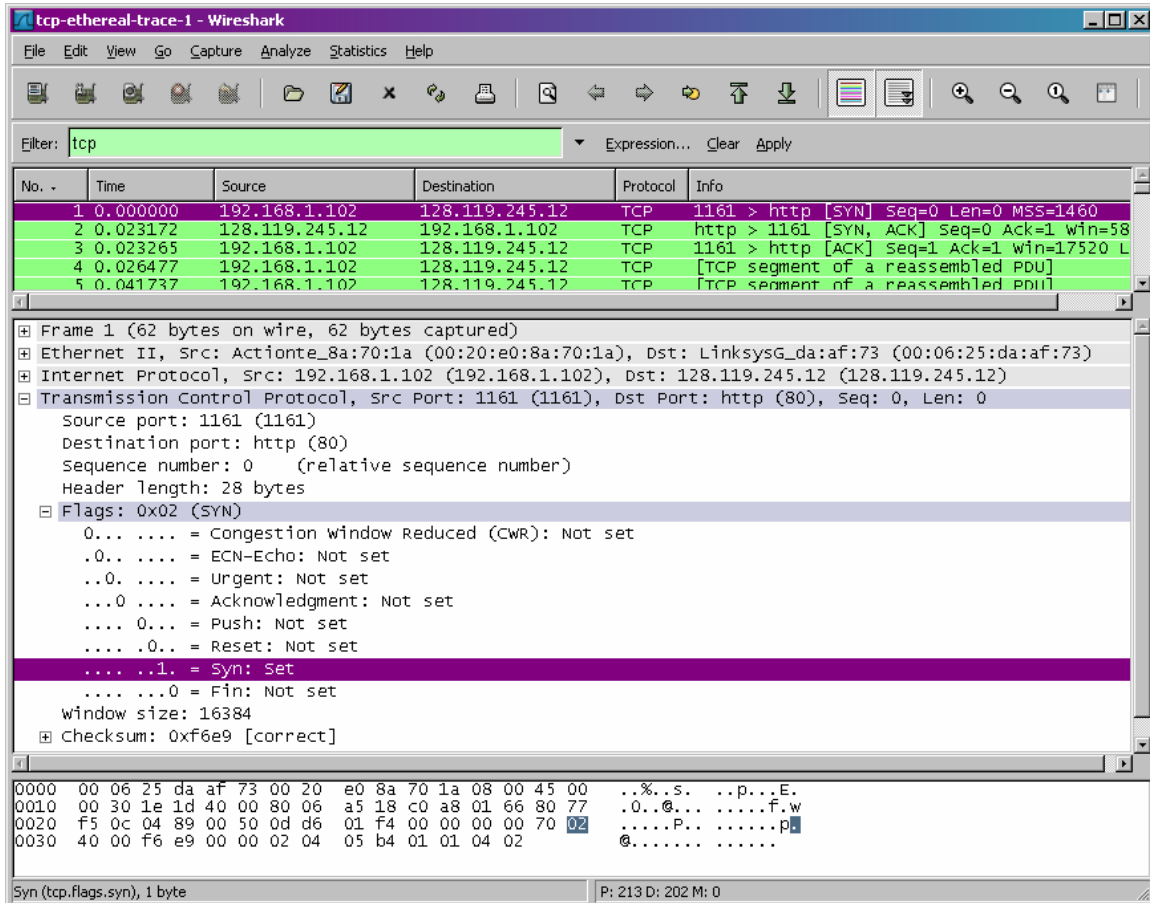 tcp-ethereal-trace-1 - Wireshark
File Edit View Go Capture Analyze Statistics Help
Filter: tcp Expression... Clear Apply
No. Time Source Destination Protocol Info
1 0.000000 192.168.1.102 128.119.245.12 TCP 1161 > http [SYN] Seq=0 Len=0 MSS=1460
2 0.023172 128.119.245.12 192.168.1.102 TCP http > 1161 [SYN, ACK] Seq=0 Ack=1 Win=58
3 0.023265 192.168.1.102 128.119.245.12 TCP 1161 > http [ACK] Seq=1 Ack=1 Win=17520 L
4 0.026477 192.168.1.102 128.119.245.12 TCP [TCP segment of a reassembled PDU]
5 0.041737 192.168.1.102 128.119.245.12 TCP [TCP segment of a reassembled PDU]
Frame 1 (62 bytes on wire, 62 bytes captured)
Ethernet II, Src: Actionte_8a:70:1a (00:20:e0:8a:70:1a), Dst: LinksysG_da:af:73 (00:06:25:da:af:73)
Internet Protocol, Src: 192.168.1.102 (192.168.1.102), Dst: 128.119.245.12 (128.119.245.12)
Transmission Control Protocol, Src Port: 1161 (1161), Dst Port: http (80), Seq: 0, Len: 0
Source port: 1161 (1161)
Destination port: http (80)
Sequence number: 0 (relative sequence number)
Header length: 28 bytes
Flags: 0x02 (SYN)
0... .... = Congestion Window Reduced (CWR): Not set
.0.. .... = ECN-Echo: Not set
..0. .... = Urgent: Not set
...0 .... = Acknowledgment: Not set
.... 0... = Push: Not set
.... .0.. = Reset: Not set
.... ..1. = Syn: Set
.... ...0 = Fin: Not set
Window size: 16384
Checksum: 0xf6e9 [correct]
0000 00 06 25 da af 73 00 20 e0 8a 70 1a 08 00 45 00 ..%..s. ..p...E.
0010 00 30 1e 1d 40 00 80 06 a5 18 c0 a8 01 66 80 77 .0..@... .....f.w
0020 f5 0c 04 89 00 50 0d d6 01 f4 00 00 00 00 70 02 .....P.. ......p.
0030 40 00 f6 e9 00 00 02 04 05 b4 01 01 04 02 @....... ......
Syn (tcp.flags.syn), 1 byte P: 213 D: 202 M: 0